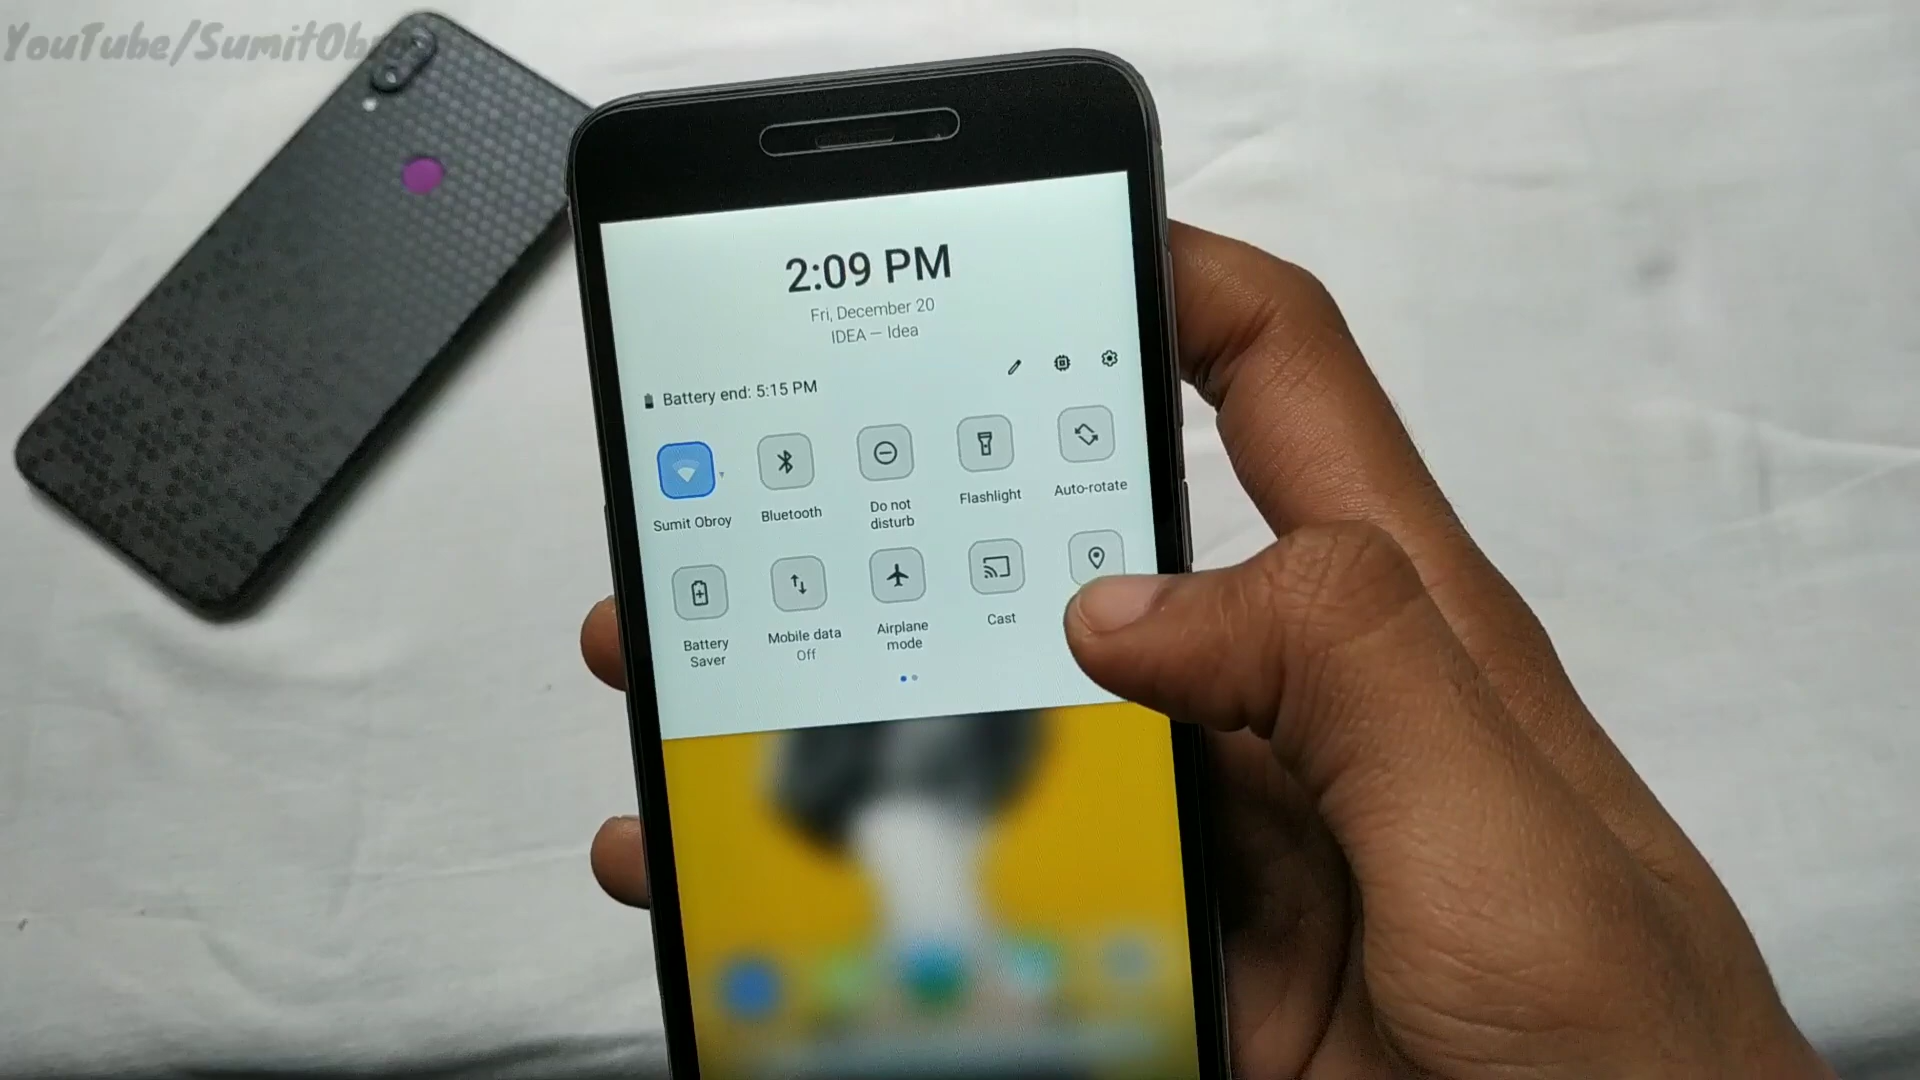 YouTube/SumitOb
2:09 PM
Fri, December 20
IDEA — Idea
Battery end: 5:15 PM
Sumit Obroy
Bluetooth
Do not
disturb
Flashlight
Auto-rotate
Battery
Saver
Mobile data
Off
Airplane
mode
Cast